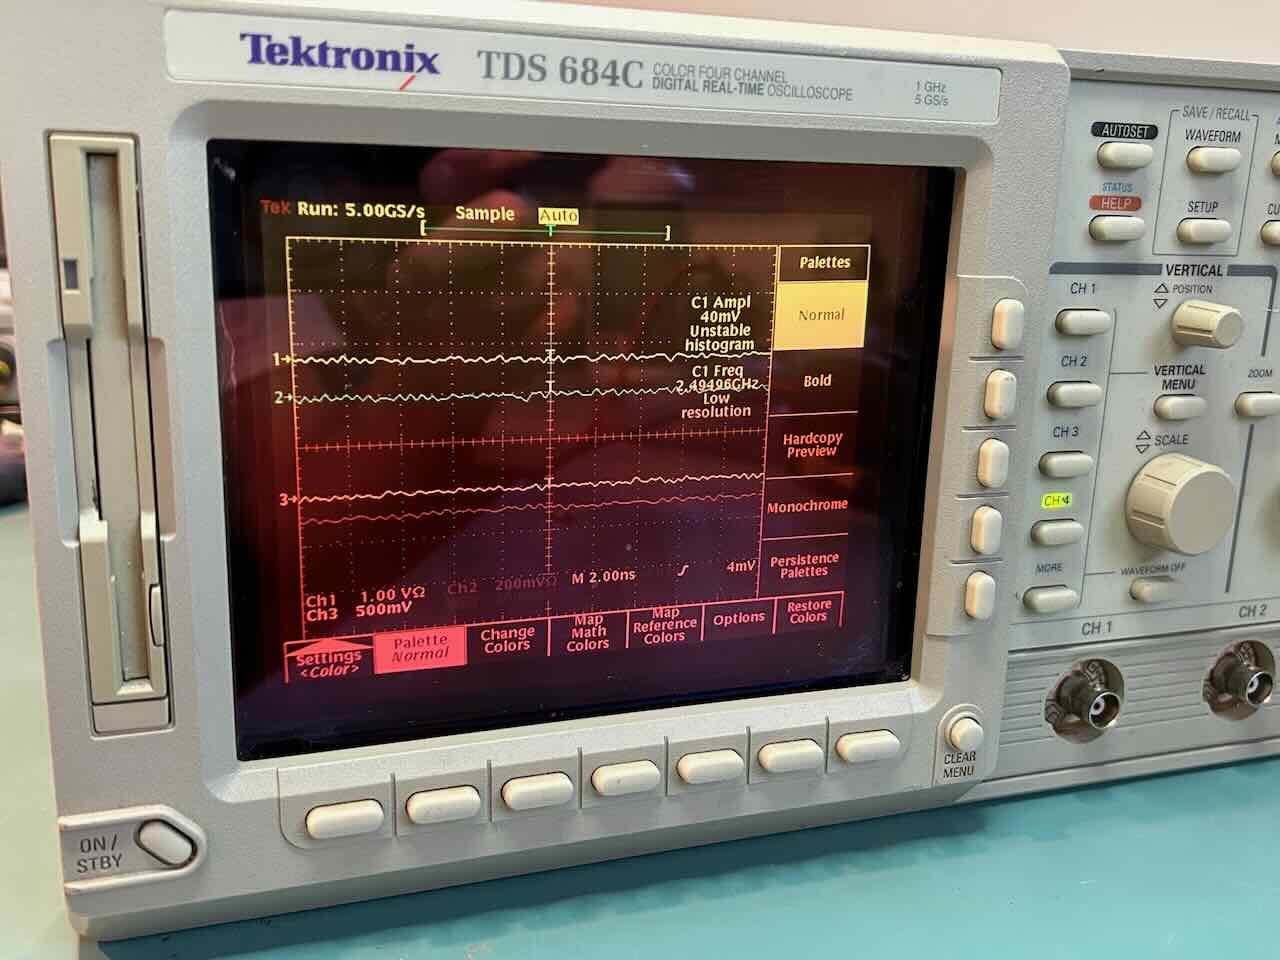 Tektronix TDS 684C COLOR FOUR CHANNEL
DIGITAL REAL-TIME OSCILLOSCOPE
1 GHz
5 GS/s
Tek Run: 5.00GS/s Sample Auto
Palettes
Normal
Bold
Hardcopy
Preview
Monochrome
Persistence
Palettes
C1 Ampl
40mV
Unstable
histogram
C1 Freq
2.49496GHz
Low
resolution
1
2
3
Ch1 1.00 VΩ Ch2 200mVΩ M 2.00ns 4mV
Ch3 500mV
Settings
<Color>
Palette
Normal
Change
Colors
Map
Math
Colors
Map
Reference
Colors
Options
Restore
Colors
ON/
STBY
CLEAR
MENU
AUTOSET
STATUS
HELP
SAVE/RECALL
WAVEFORM
SETUP
VERTICAL
CH 1
POSITION
CH 2
VERTICAL
MENU
ZOOM
CH 3
SCALE
CH 4
MORE
WAVEFORM OFF
CH 1
CH 2